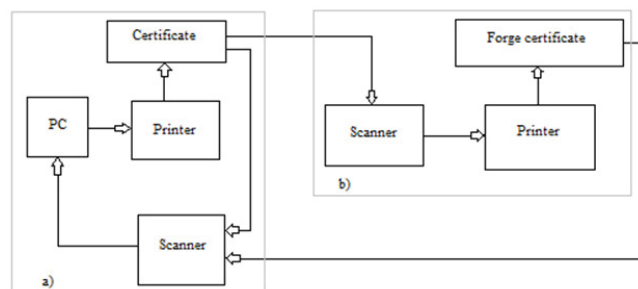 Certificate
Forge certificate
PC
Printer
Scanner
Printer
b)
Scanner
a)